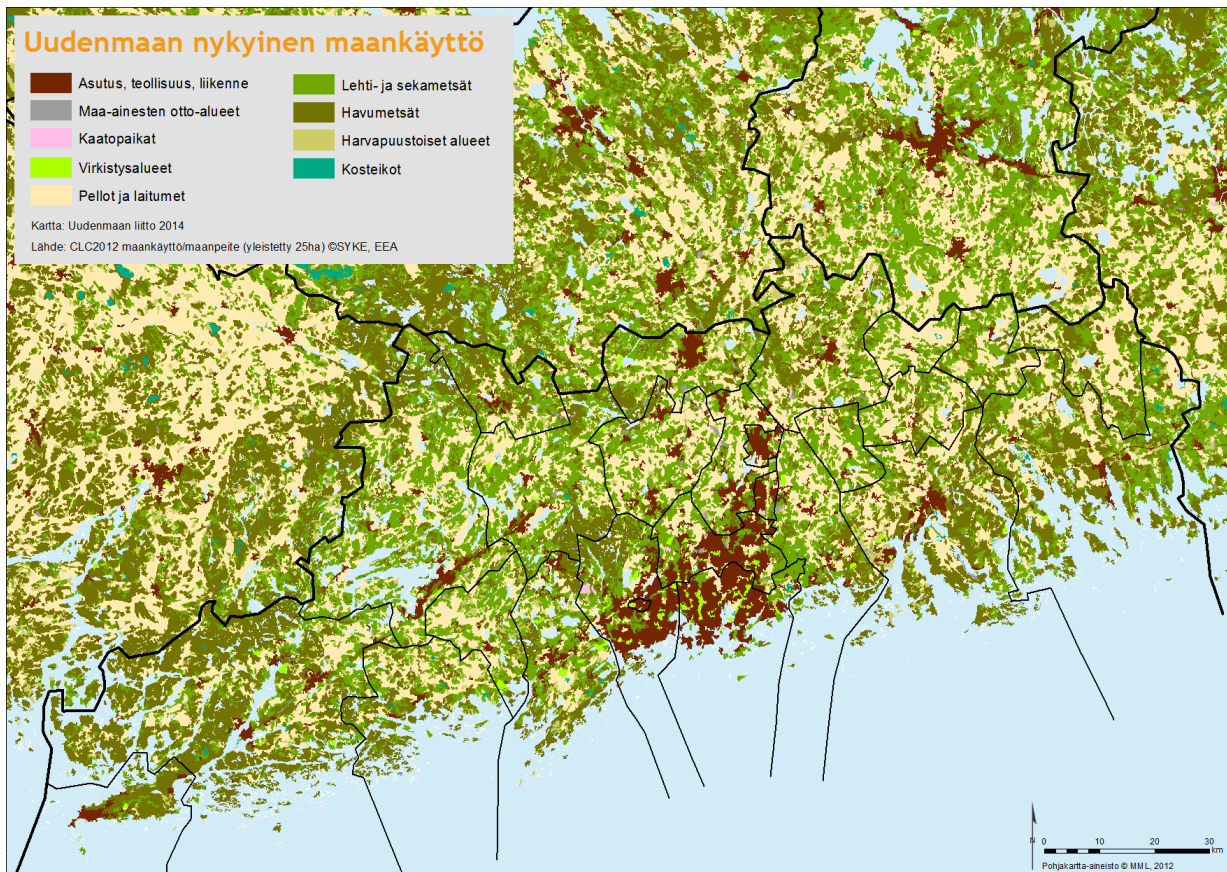 Uudenmaan nykyinen maankäyttö
Asutus, teollisuus, liikenne
Maa-ainesten otto-alueet
Kaatopaikat
Virkistysalueet
Pellot ja laitumet
Lehti- ja sekametsät
Havumetsät
Harvapuustoiset alueet
Kosteikot
Kartta: Uudenmaan liitto 2014
Lähde: CLC2012 maankäyttö/maanpeite (yleistetty 25ha) ©SYKE, EEA
N
0 10 20 30
km
Pohjakartta-aineisto © MML, 2012